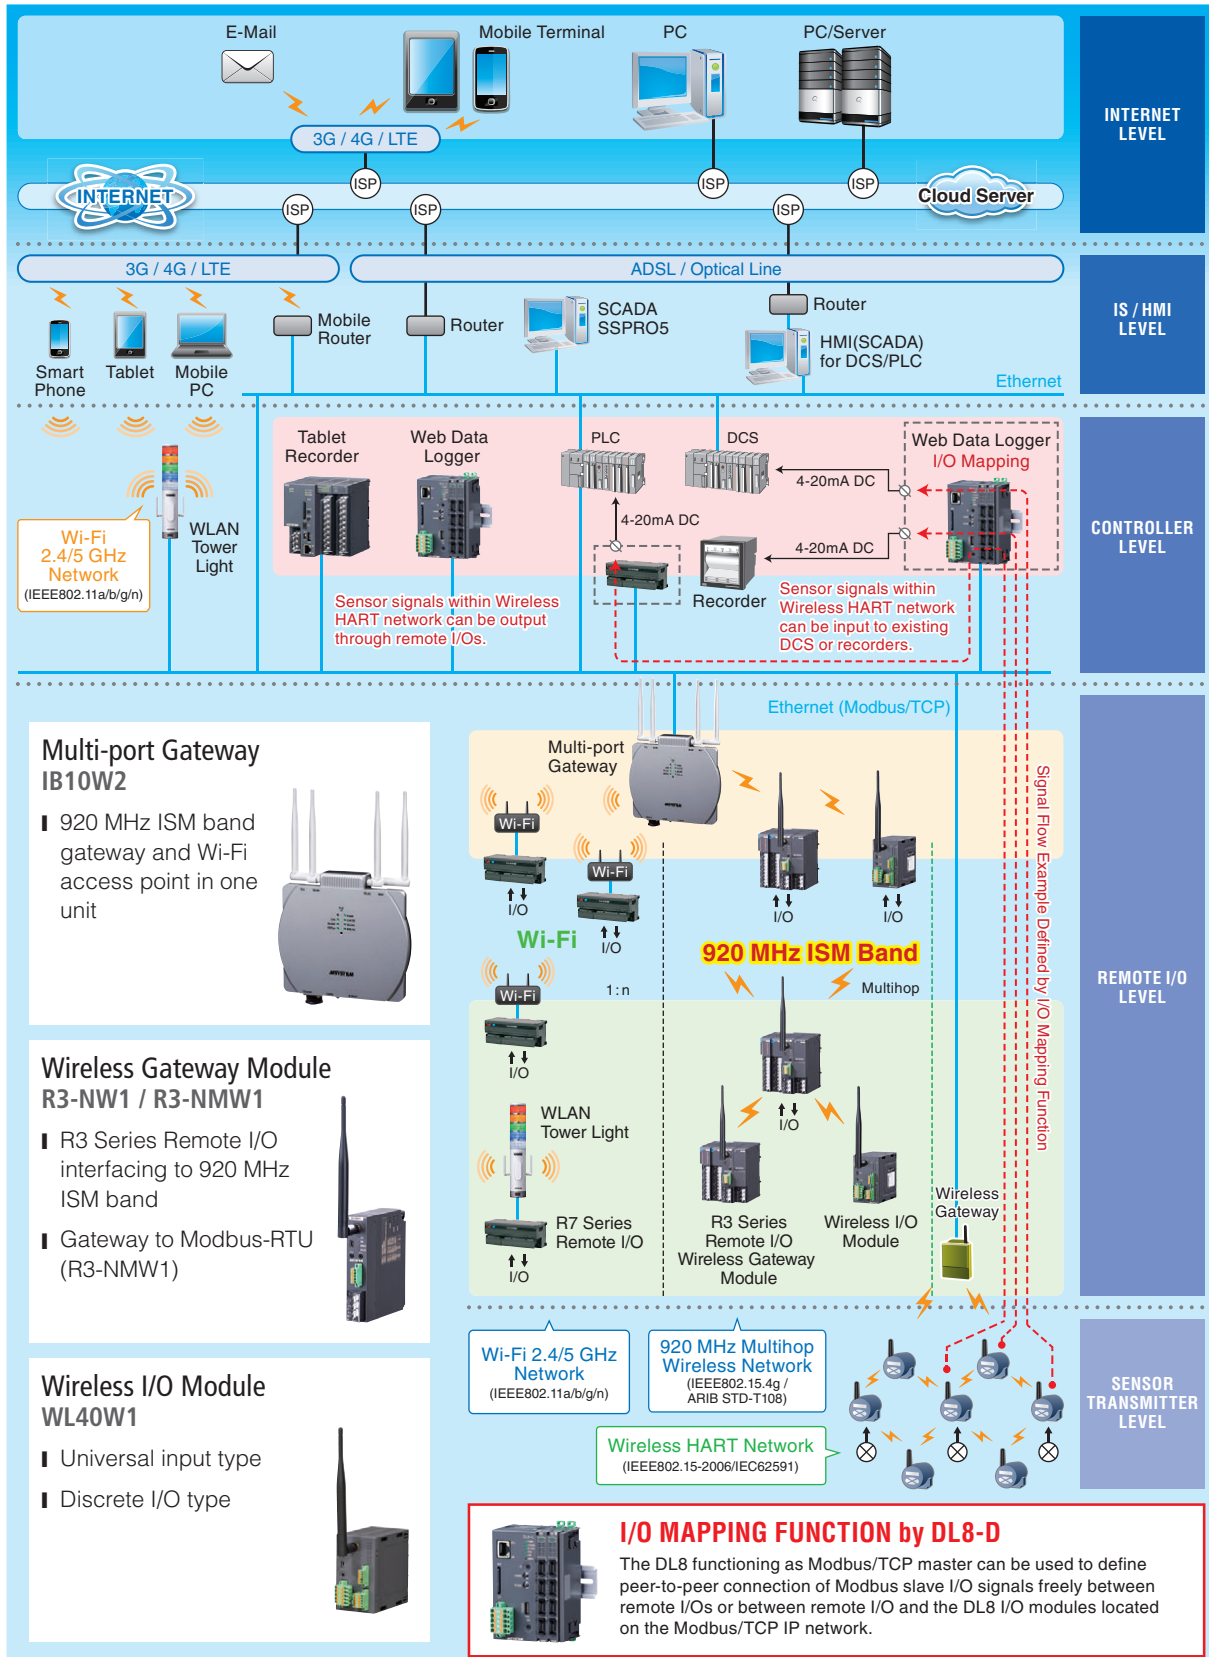 E-Mail
Mobile Terminal
PC
PC/Server
3G / 4G / LTE
INTERNET
LEVEL
ISP
ISP
ISP
INTERNET
Cloud Server
ISP
ISP
ISP
3G / 4G / LTE
ADSL / Optical Line
Mobile
Router
Router
SCADA
SSPRO5
Router
HMI(SCADA)
for DCS/PLC
IS / HMI
LEVEL
Smart
Phone
Tablet
Mobile
PC
Ethernet
Tablet
Recorder
Web Data
Logger
PLC
DCS
Web Data Logger
I/O Mapping
4-20mA DC
4-20mA DC
4-20mA DC
WLAN
Tower
Light
Wi-Fi
2.4/5 GHz
Network
(IEEE802.11a/b/g/n)
Recorder
Sensor signals within Wireless
HART network can be output
through remote I/Os.
Sensor signals within
Wireless HART network
can be input to existing
DCS or recorders.
CONTROLLER
LEVEL
Ethernet (Modbus/TCP)
Multi-port Gateway
IB10W2
920 MHz ISM band
gateway and Wi-Fi
access point in one
unit
Wireless Gateway Module
R3-NW1 / R3-NMW1
R3 Series Remote I/O
interfacing to 920 MHz
ISM band
Gateway to Modbus-RTU
(R3-NMW1)
Wireless I/O Module
WL40W1
Universal input type
Discrete I/O type
Multi-port
Gateway
Wi-Fi
Wi-Fi
I/O
I/O
I/O
I/O
Wi-Fi
920 MHz ISM Band
Wi-Fi
1:n
Multihop
I/O
I/O
WLAN
Tower Light
R7 Series
Remote I/O
I/O
R3 Series
Remote I/O
Wireless Gateway
Module
Wireless I/O
Module
Wireless
Gateway
Signal Flow Example Defined by I/O Mapping Function
REMOTE I/O
LEVEL
Wi-Fi 2.4/5 GHz
Network
(IEEE802.11a/b/g/n)
920 MHz Multihop
Wireless Network
(IEEE802.15.4g /
ARIB STD-T108)
Wireless HART Network
(IEEE802.15-2006/IEC62591)
SENSOR
TRANSMITTER
LEVEL
I/O MAPPING FUNCTION by DL8-D
The DL8 functioning as Modbus/TCP master can be used to define
peer-to-peer connection of Modbus slave I/O signals freely between
remote I/Os or between remote I/O and the DL8 I/O modules located
on the Modbus/TCP IP network.